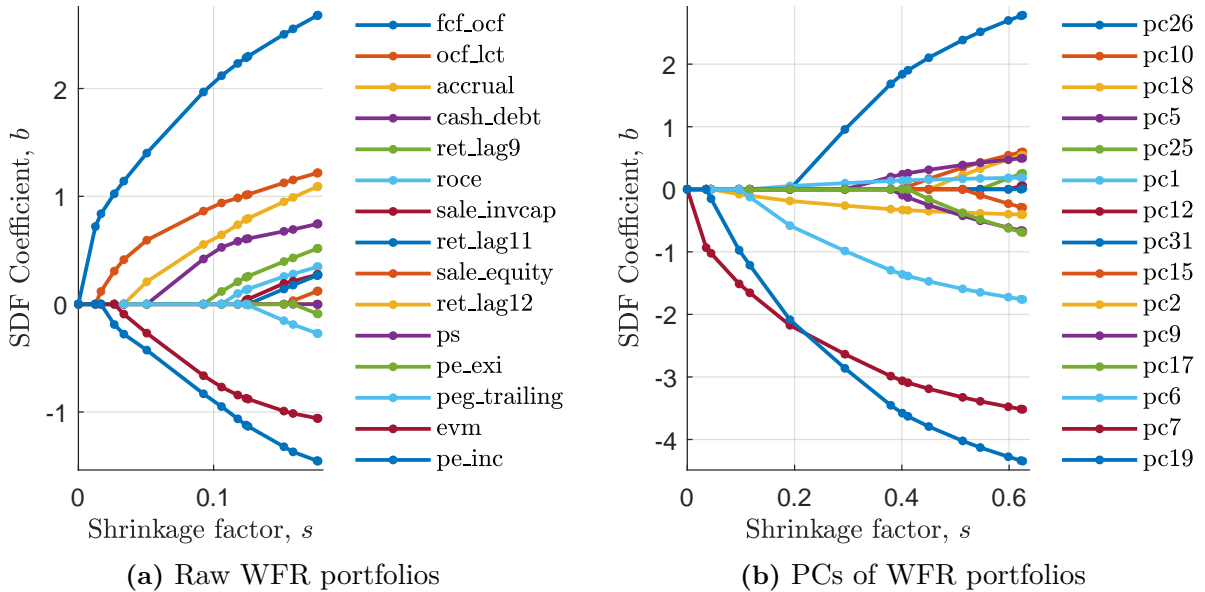 SDF Coefficient, b
2
1
0
-1
0
0.1
Shrinkage factor, s
fcf_ocf
ocf_lct
accrual
cash_debt
ret_lag9
roce
sale_invcap
ret_lag11
sale_equity
ret_lag12
ps
pe_exi
peg_trailing
evm
pe_inc
(a) Raw WFR portfolios
SDF Coefficient, b
2
1
0
-1
-2
-3
-4
0
0.2
0.4
0.6
Shrinkage factor, s
pc26
pc10
pc18
pc5
pc25
pc1
pc12
pc31
pc15
pc2
pc9
pc17
pc6
pc7
pc19
(b) PCs of WFR portfolios